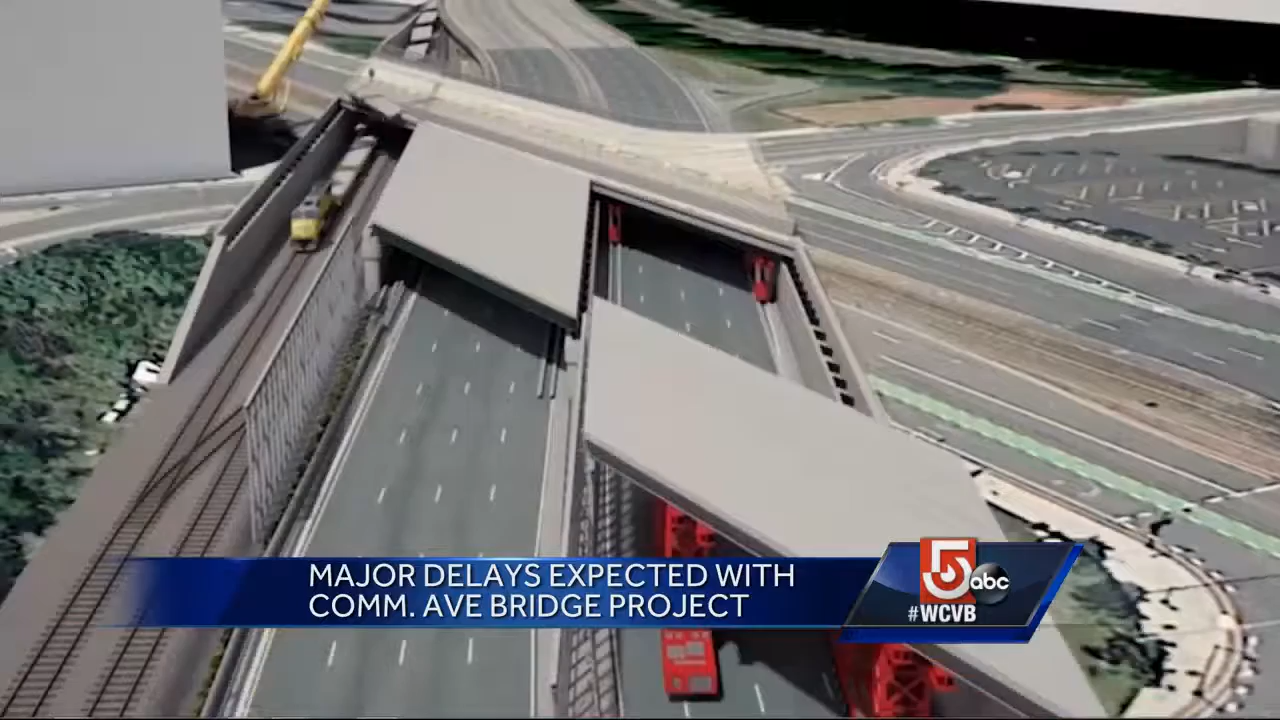 MAJOR DELAYS EXPECTED WITH
COMM. AVE BRIDGE PROJECT
5
abc
#WCVB